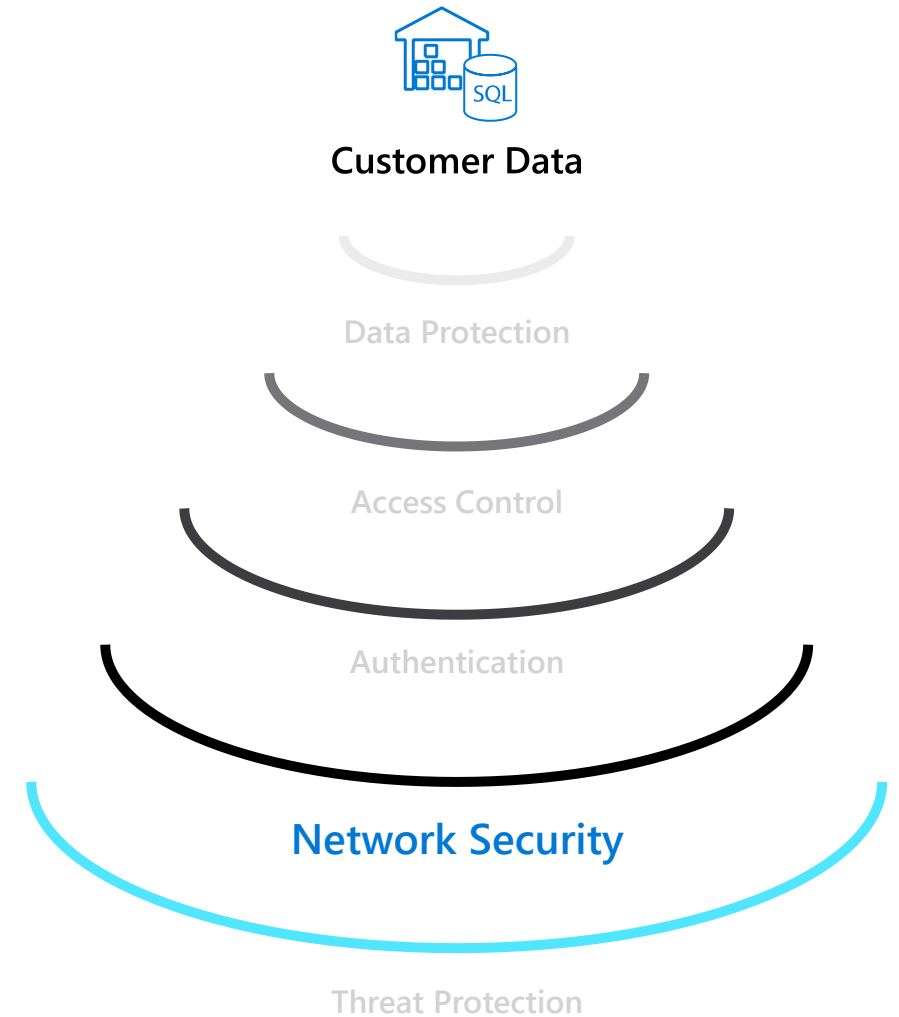 SQL
Customer Data
Data Protection
Access Control
Authentication
Network Security
Threat Protection